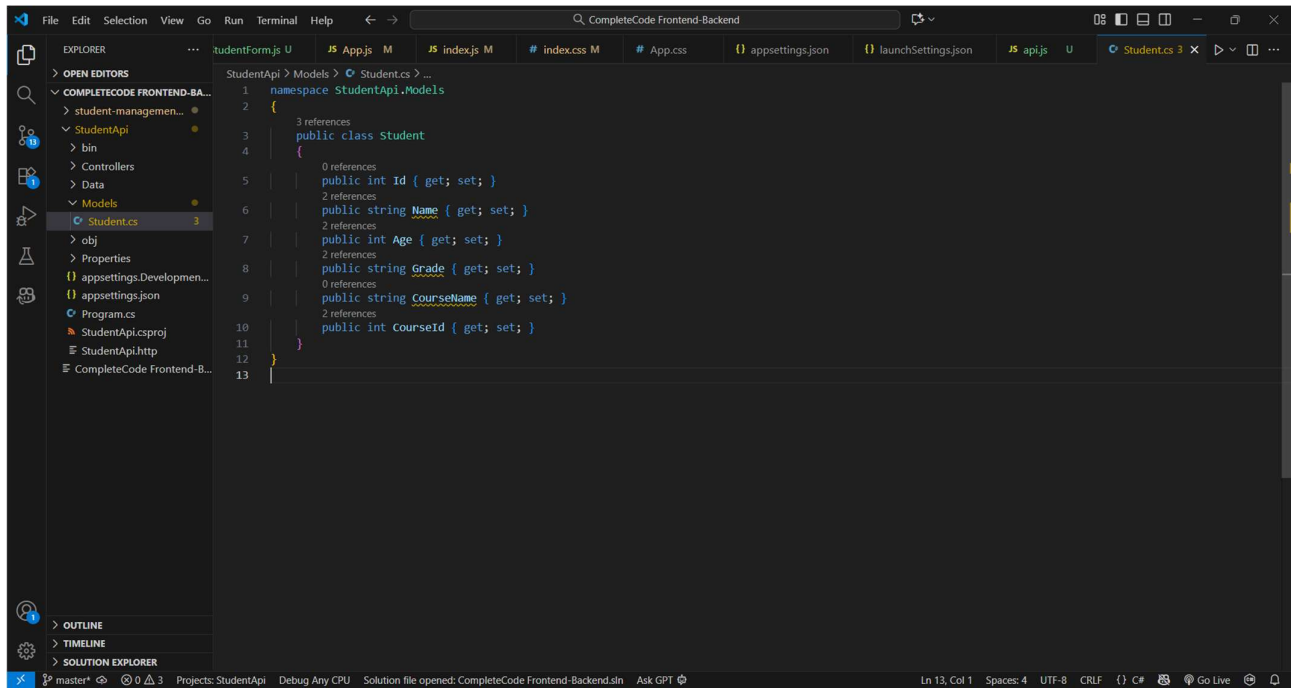 File Edit Selection View Go Run Terminal Help
CompleteCode Frontend-Backend
EXPLORER
OPEN EDITORS
COMPLETECODE FRONTEND-BA...
student-managemen...
StudentApi
bin
Controllers
Data
Models
Student.cs 3
obj
Properties
appsettings.Developmen...
appsettings.json
Program.cs
StudentApi.csproj
StudentApi.http
CompleteCode Frontend-B...
OUTLINE
TIMELINE
SOLUTION EXPLORER
13
1
1
tudentForm.js U JS App.js M JS index.js M # index.css M # App.css {} appsettings.json {} launchSettings.json JS api.js U Student.cs 3
StudentApi > Models > Student.cs > ...
1 namespace StudentApi.Models
2 {
3 references
3 public class Student
4 {
0 references
5 public int Id { get; set; }
2 references
6 public string Name { get; set; }
2 references
7 public int Age { get; set; }
2 references
8 public string Grade { get; set; }
0 references
9 public string CourseName { get; set; }
2 references
10 public int CourseId { get; set; }
11 }
12 }
13
master* 0 3 Projects: StudentApi Debug Any CPU Solution file opened: CompleteCode Frontend-Backend.sln Ask GPT Ln 13, Col 1 Spaces: 4 UTF-8 CRLF {} C# Go Live